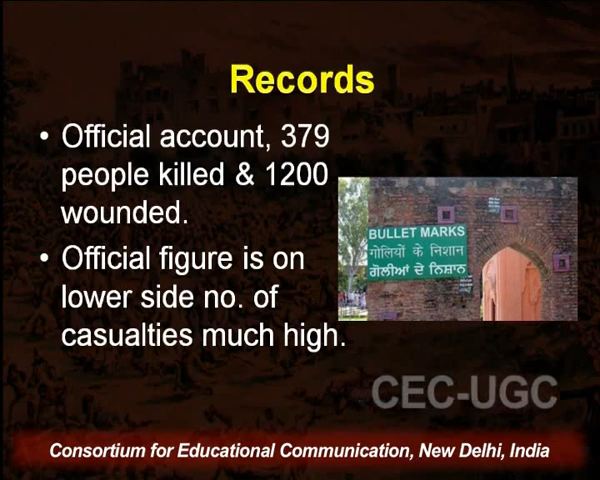 Records
• Official account, 379
people killed & 1200
wounded.
• Official figure is on
lower side no. of
casualties much high.
BULLET MARKS
गोलियों के निशान
ਗੋਲੀਆਂ ਦੇ ਨਿਸ਼ਾਨ
CEC-UGC
Consortium for Educational Communication, New Delhi, India